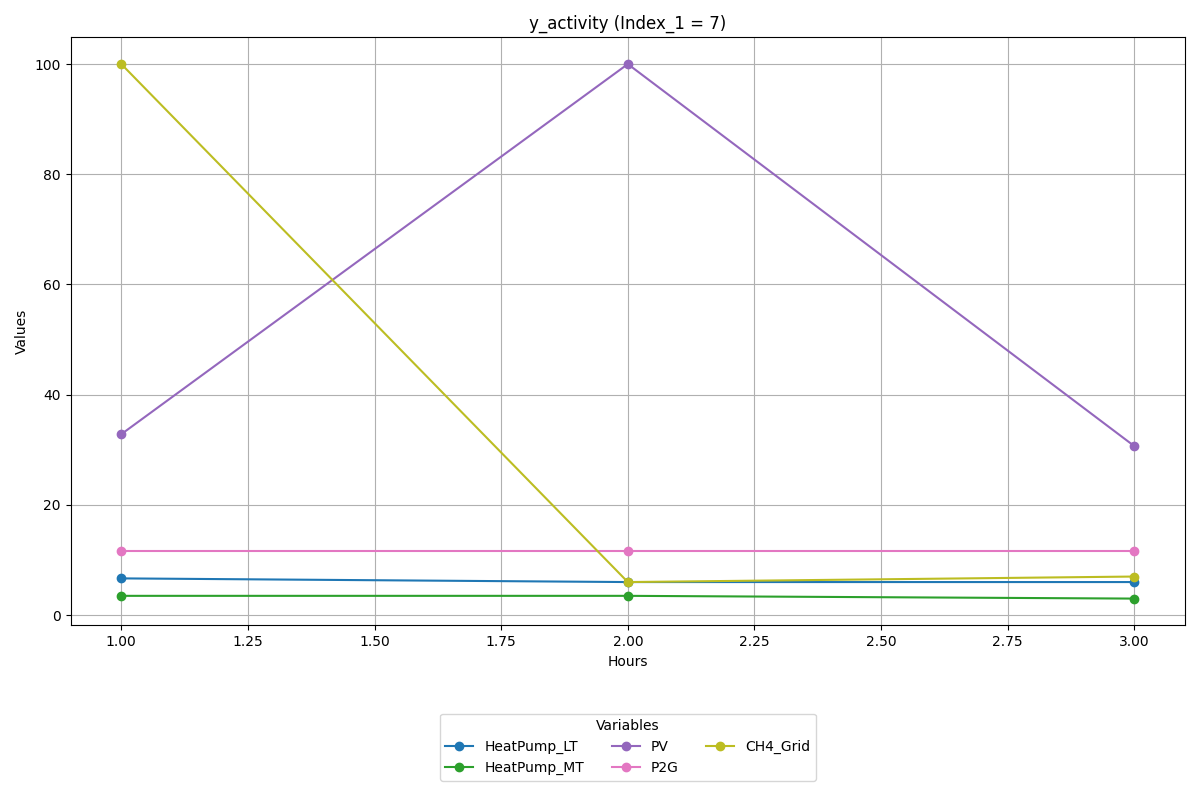 y_activity (Index_1 = 7)
100
80
60
40
20
0
Values
1.00 1.25 1.50 1.75 2.00 2.25 2.50 2.75 3.00
Hours
Variables
HeatPump_LT PV CH4_Grid
HeatPump_MT P2G